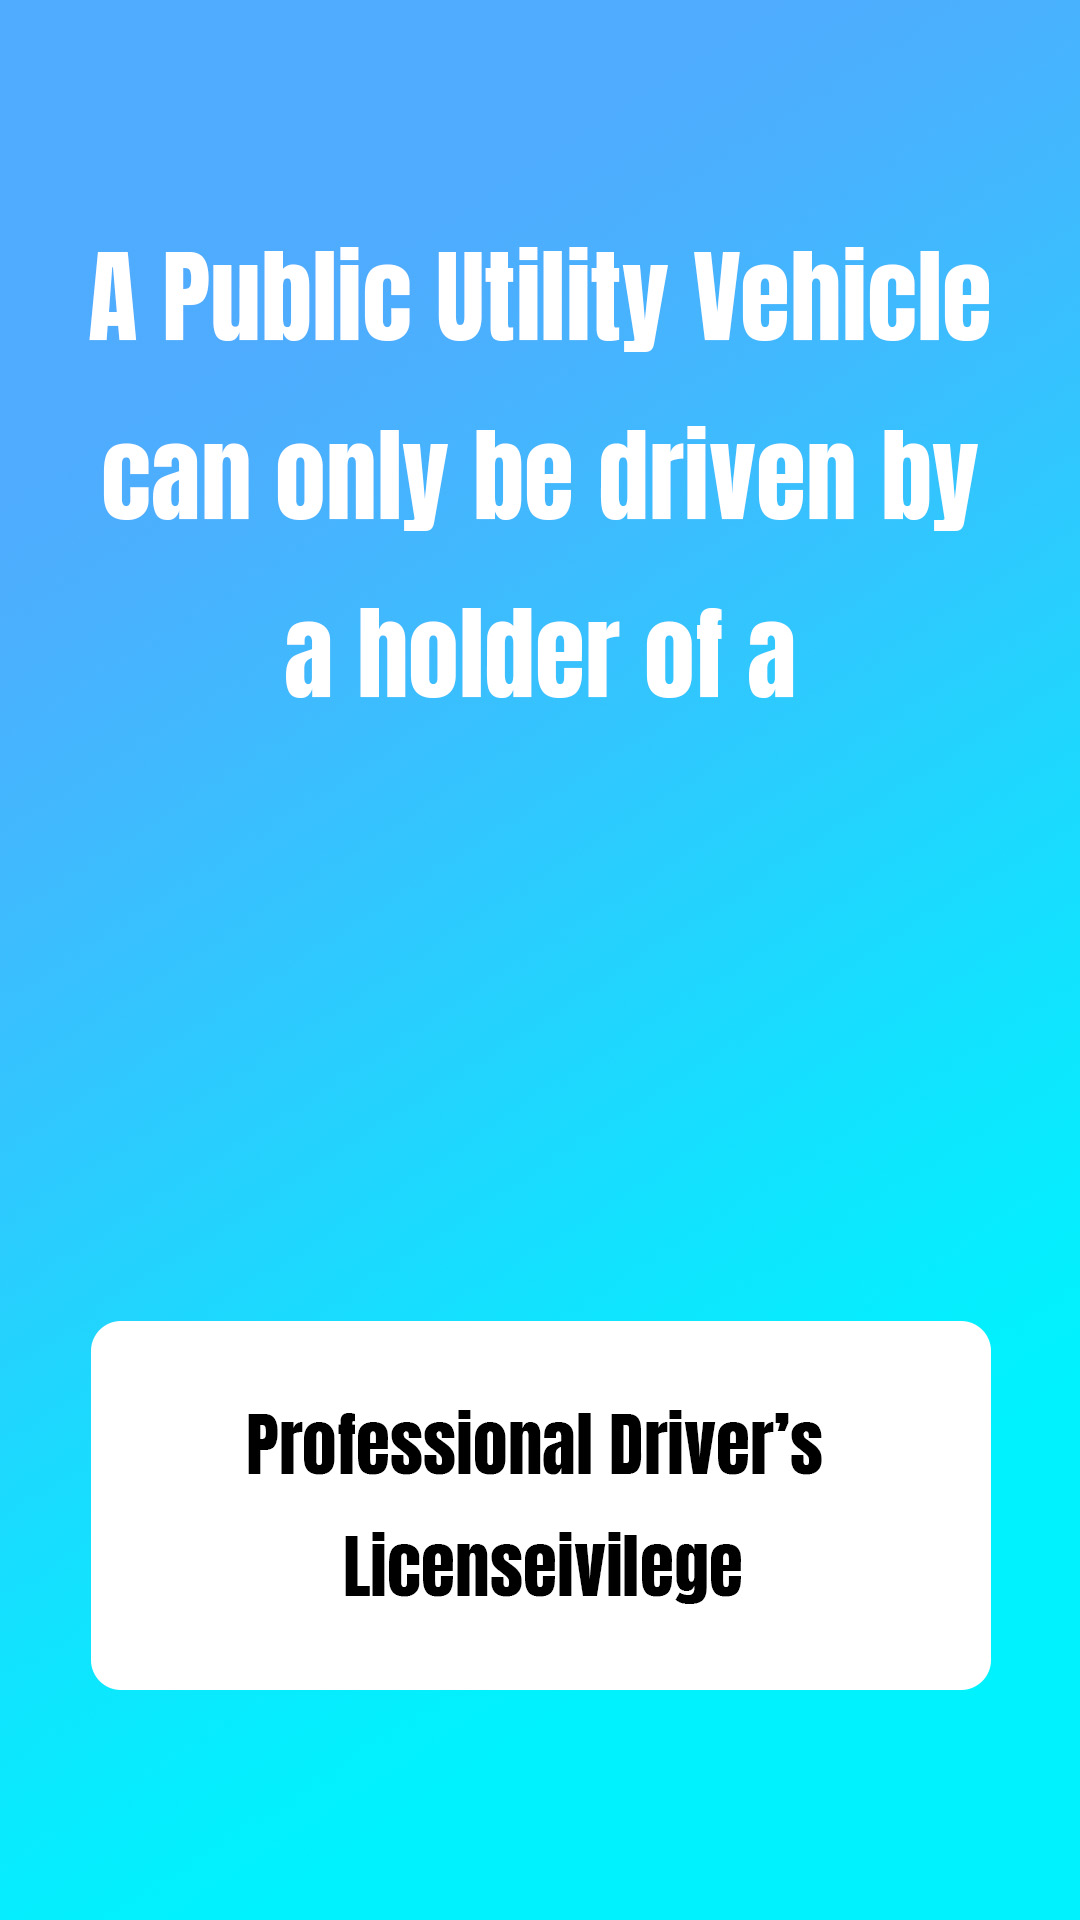 A Public Utility Vehicle
can only be driven by
a holder of a
Professional Driver’s
Licenseivilege